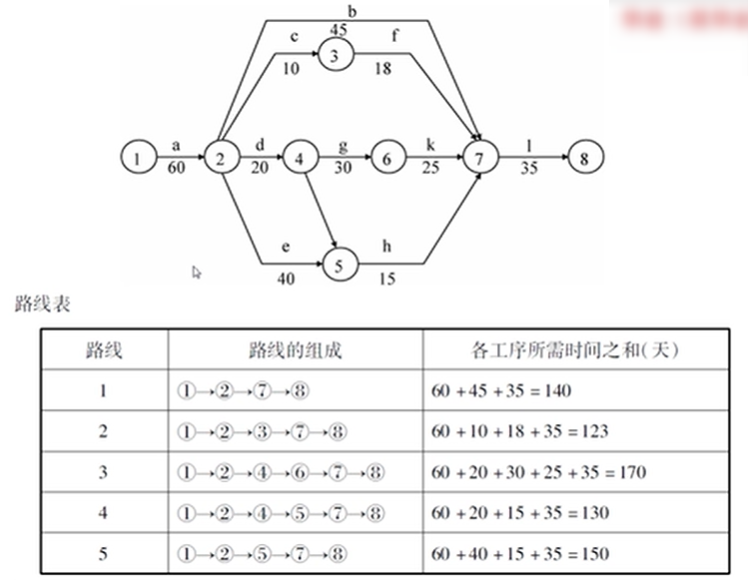 b
45
c
f
3
10
18
a
d
g
k
l
1
2
4
6
7
8
60
20
30
25
35
e
h
5
40
15
路线表
路线 路线的组成 各工序所需时间之和(天)
1 ①→②→⑦→⑧ 60+45+35=140
2 ①→②→③→⑦→⑧ 60+10+18+35=123
3 ①→②→④→⑥→⑦→⑧ 60+20+30+25+35=170
4 ①→②→④→⑤→⑦→⑧ 60+20+15+35=130
5 ①→②→⑤→⑦→⑧ 60+40+15+35=150